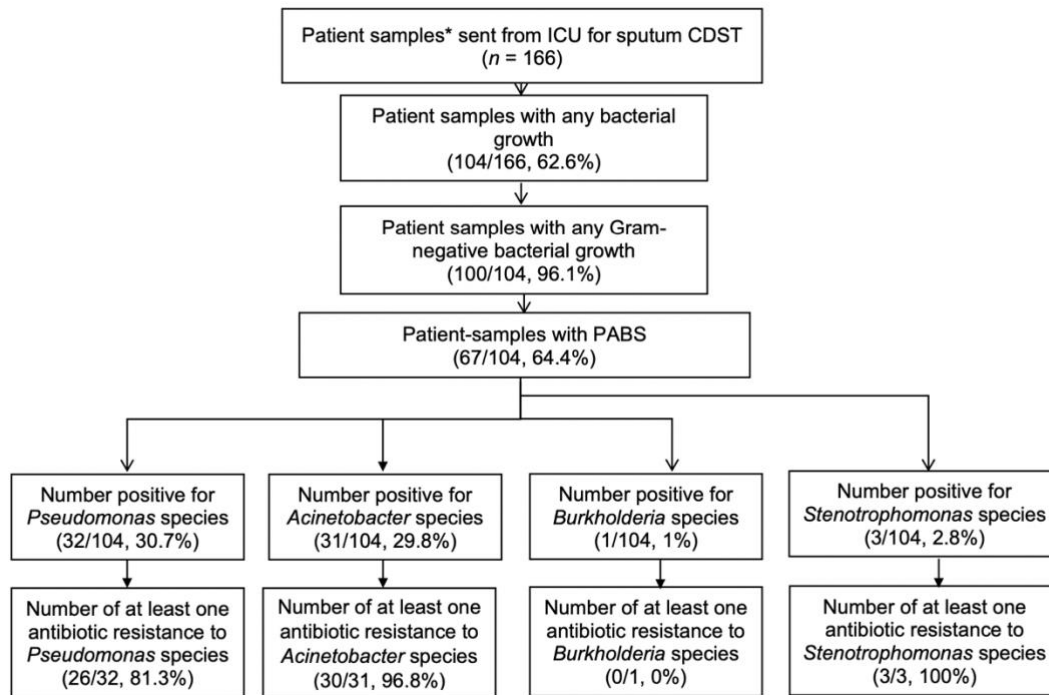 Patient samples* sent from ICU for sputum CDST
(n = 166)
Patient samples with any bacterial
growth
(104/166, 62.6%)
Patient samples with any Gram-
negative bacterial growth
(100/104, 96.1%)
Patient-samples with PABS
(67/104, 64.4%)
Number positive for
Pseudomonas species
(32/104, 30.7%)
Number positive for
Acinetobacter species
(31/104, 29.8%)
Number positive for
Burkholderia species
(1/104, 1%)
Number positive for
Stenotrophomonas species
(3/104, 2.8%)
Number of at least one
antibiotic resistance to
Pseudomonas species
(26/32, 81.3%)
Number of at least one
antibiotic resistance to
Acinetobacter species
(30/31, 96.8%)
Number of at least one
antibiotic resistance to
Burkholderia species
(0/1, 0%)
Number of at least one
antibiotic resistance to
Stenotrophomonas species
(3/3, 100%)